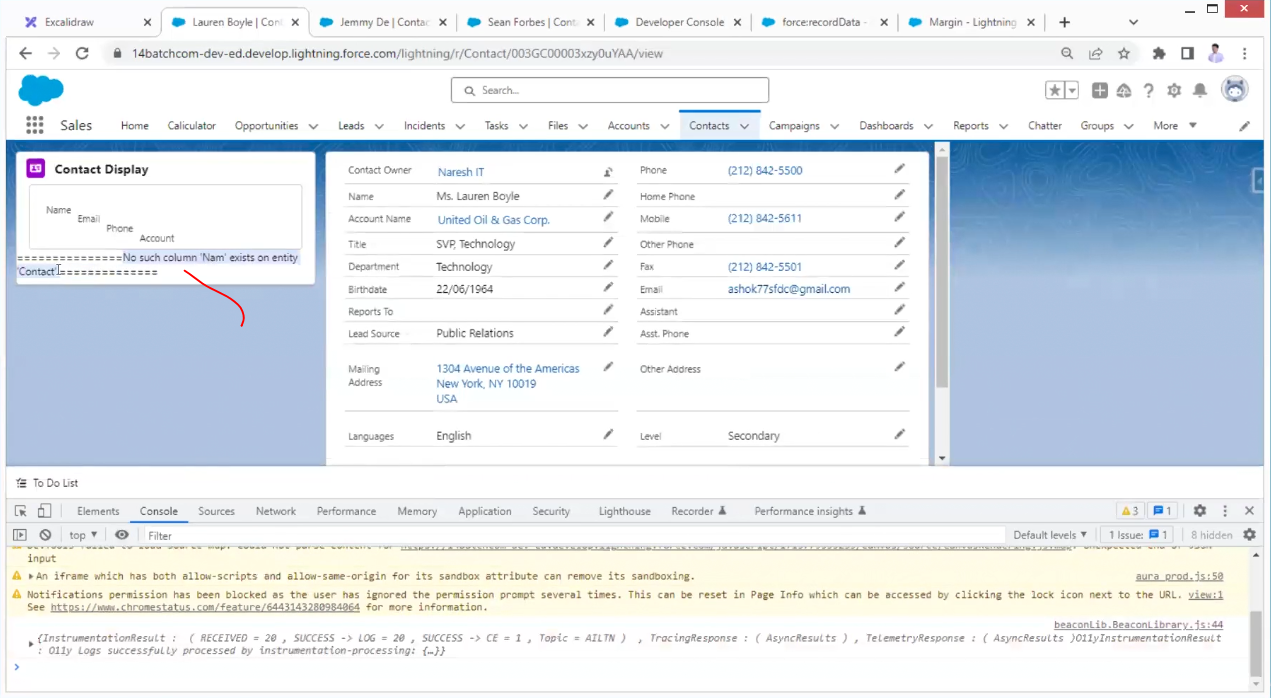 Excalidraw
Lauren Boyle | Con
Jemmy De | Contac
Sean Forbes | Cont
Developer Console
force:recordData -
Margin - Lightning
14batchcom-dev-ed.develop.lightning.force.com/lightning/r/Contact/003GC00003xzy0uYAA/view
Search...
Sales Home Calculator Opportunities Leads Incidents Tasks Files Accounts Contacts Campaigns Dashboards Reports Chatter Groups More
Contact Display
Name
Email
Phone
Account
==============No such column 'Nam' exists on entity
'Contact'==============
Contact Owner Naresh IT
Name Ms. Lauren Boyle
Account Name United Oil & Gas Corp.
Title SVP, Technology
Department Technology
Birthdate 22/06/1964
Reports To
Lead Source Public Relations
Mailing Address 1304 Avenue of the Americas
New York, NY 10019
USA
Languages English
Phone (212) 842-5500
Home Phone
Mobile (212) 842-5611
Other Phone
Fax (212) 842-5501
Email ashok77sfdc@gmail.com
Assistant
Asst. Phone
Other Address
Level Secondary
To Do List
Elements Console Sources Network Performance Memory Application Security Lighthouse Recorder Performance insights 3 1
top Filter Default levels 1 Issue: 1 8 hidden
input
An iframe which has both allow-scripts and allow-same-origin for its sandbox attribute can remove its sandboxing. aura_prod.js:50
Notifications permission has been blocked as the user has ignored the permission prompt several times. This can be reset in Page Info which can be accessed by clicking the lock icon next to the URL. view:1
See https://www.chromestatus.com/feature/6443143280984064 for more information.
beaconLib.BeaconLibrary.js:44
{InstrumentationResult : ( RECEIVED = 20 , SUCCESS -> LOG = 20 , SUCCESS -> CE = 1 , Topic = AILTN ) , TracingResponse : ( AsyncResults ) , TelemetryResponse : ( AsyncResults )O11yInstrumentationResult
: O11y Logs successfully processed by instrumentation-processing: {…}}